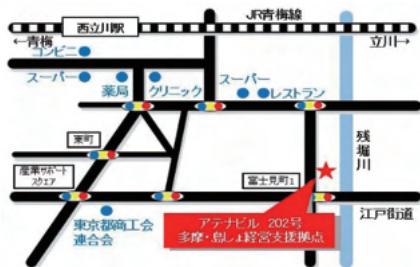 JR青梅線
西立川駅
←青梅
立川→
コンビニ
スーパー
薬局
クリニック
スーパー
レストラン
東町
残堀川
産業サポート
スクエア
富士見町1
江戸街道
東京都商工会
連合会
アテナビル 202号
多摩・島しょ経営支援拠点